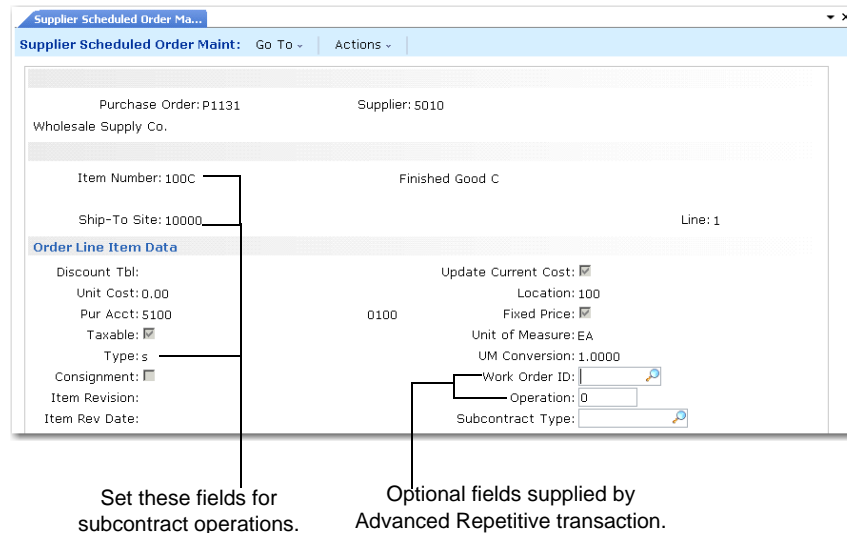 Supplier Scheduled Order Ma...
Supplier Scheduled Order Maint: Go To Actions
Purchase Order: P1131 Supplier: 5010
Wholesale Supply Co.
Item Number: 100C Finished Good C
Ship-To Site: 10000 Line: 1
Order Line Item Data
Discount Tbl: Update Current Cost:
Unit Cost: 0.00 Location: 100
Pur Acct: 5100 0100 Fixed Price:
Taxable: Unit of Measure: EA
Type: s UM Conversion: 1.0000
Consignment: Work Order ID:
Item Revision: Operation: 0
Item Rev Date: Subcontract Type:
Set these fields for
subcontract operations.
Optional fields supplied by
Advanced Repetitive transaction.